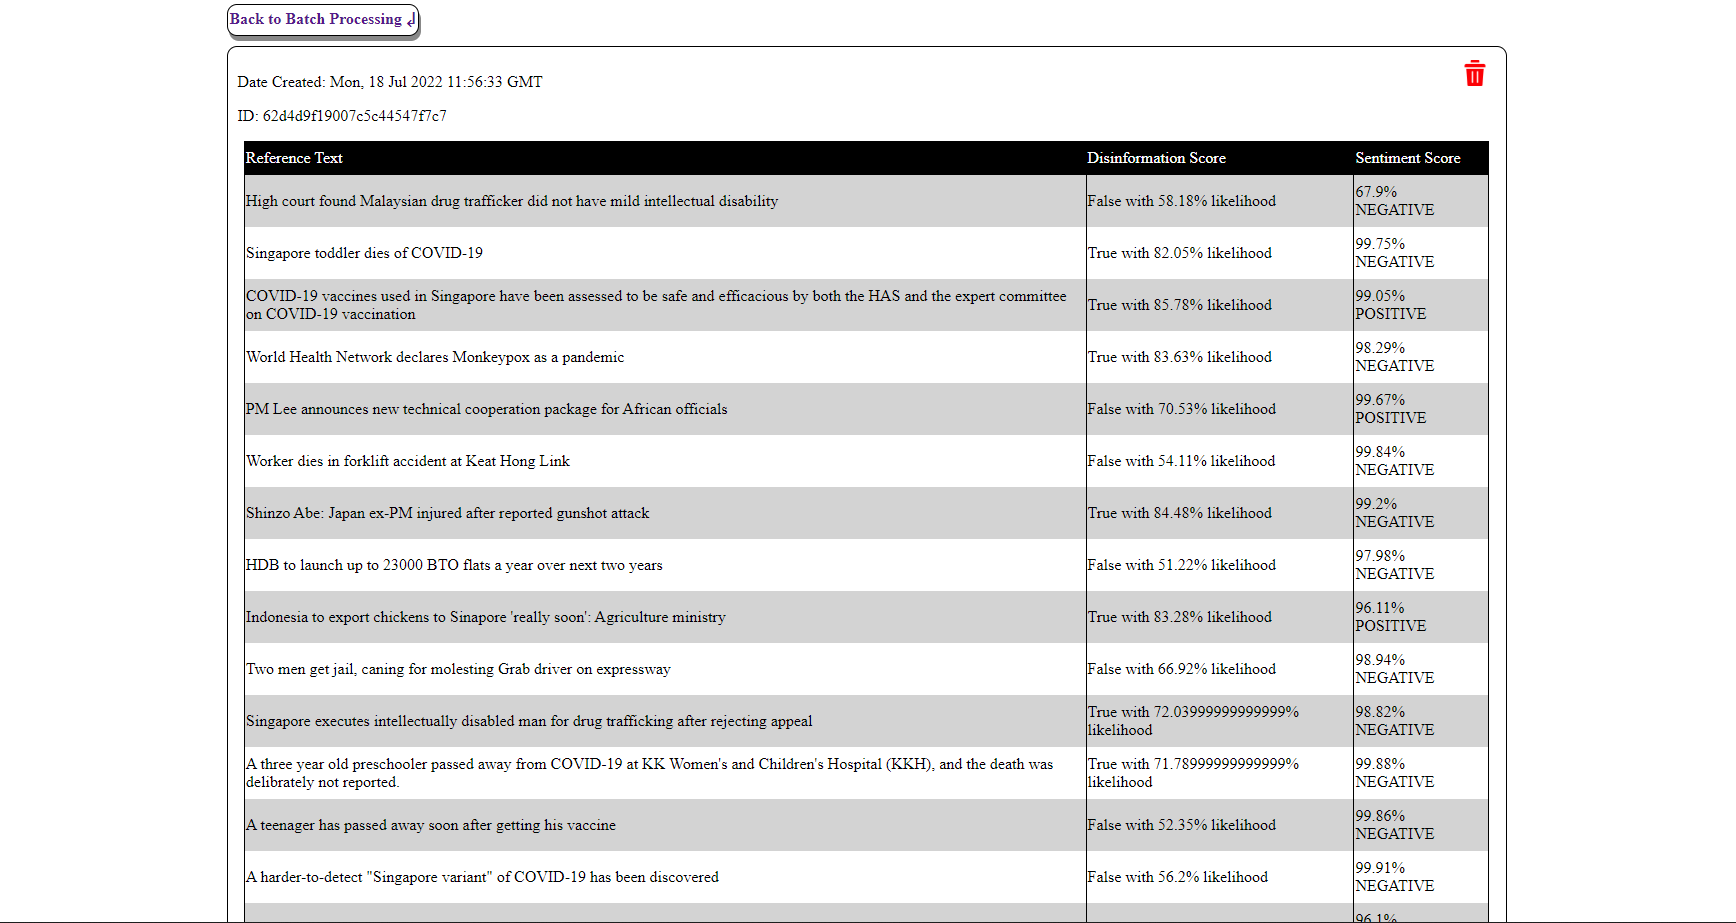 Back to Batch Processing ↲
Date Created: Mon, 18 Jul 2022 11:56:33 GMT
ID: 62d4d9f19007c5c44547f7c7
Reference Text Disinformation Score Sentiment Score
High court found Malaysian drug trafficker did not have mild intellectual disability False with 58.18% likelihood 67.9%
NEGATIVE
Singapore toddler dies of COVID-19 True with 82.05% likelihood 99.75%
NEGATIVE
COVID-19 vaccines used in Singapore have been assessed to be safe and efficacious by both the HAS and the expert committee
on COVID-19 vaccination
True with 85.78% likelihood
99.05%
POSITIVE
World Health Network declares Monkeypox as a pandemic True with 83.63% likelihood 98.29%
NEGATIVE
PM Lee announces new technical cooperation package for African officials False with 70.53% likelihood 99.67%
POSITIVE
Worker dies in forklift accident at Keat Hong Link False with 54.11% likelihood 99.84%
NEGATIVE
Shinzo Abe: Japan ex-PM injured after reported gunshot attack True with 84.48% likelihood 99.2%
NEGATIVE
HDB to launch up to 23000 BTO flats a year over next two years False with 51.22% likelihood 97.98%
NEGATIVE
Indonesia to export chickens to Sinapore 'really soon': Agriculture ministry True with 83.28% likelihood 96.11%
POSITIVE
Two men get jail, caning for molesting Grab driver on expressway False with 66.92% likelihood 98.94%
NEGATIVE
Singapore executes intellectually disabled man for drug trafficking after rejecting appeal
True with 72.03999999999999%
likelihood
98.82%
NEGATIVE
A three year old preschooler passed away from COVID-19 at KK Women's and Children's Hospital (KKH), and the death was
delibrately not reported.
True with 71.78999999999999%
likelihood
99.88%
NEGATIVE
A teenager has passed away soon after getting his vaccine False with 52.35% likelihood 99.86%
NEGATIVE
A harder-to-detect "Singapore variant" of COVID-19 has been discovered False with 56.2% likelihood 99.91%
NEGATIVE
96.1%